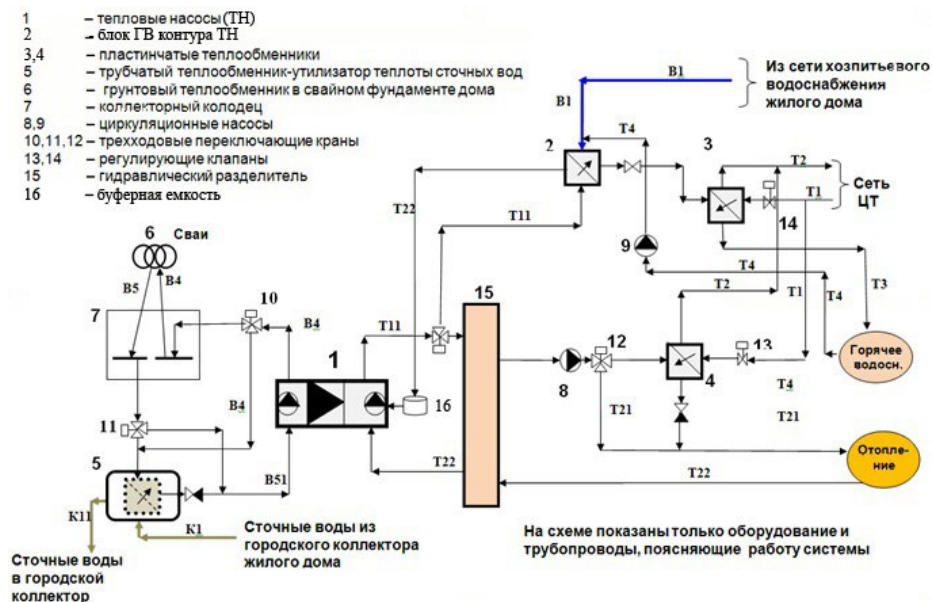 1 – тепловые насосы(ТН)
2 – блок ГВ контура ТН
3,4 – пластинчатые теплообменники
5 – трубчатый теплообменник-утилизатор теплоты сточных вод
6 – грунтовый теплообменник в свайном фундаменте дома
7 – коллекторный колодец
8,9 – циркуляционные насосы
10,11,12 – трехходовые переключающие краны
13,14 – регулирующие клапаны
15 – гидравлический разделитель
16 – буферная емкость
В1
Из сети хозпитьевого
водоснабжения
жилого дома
В1
Т4
2
3
Т2
Т1
Сеть
ЦТ
Т22
Т11
14
6 Сваи
9
В5
В4
Т4
Т2
Т1
Т4
Т3
7
10
В4
Т11
15
12
13
Горячее
водосн.
1
8
4
16
Т4
В4
Т21
Т21
11
5
В51
Т22
Т22
Отопле-
ние
К11
К1
Сточные воды из
городского коллектора
жилого дома
Сточные воды
в городской
коллектор
На схеме показаны только оборудование и
трубопроводы, поясняющие работу системы